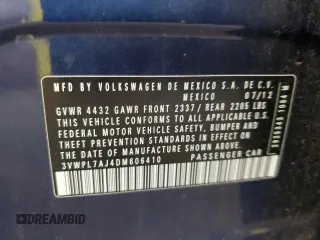 MFD BY VOLKSWAGEN DE MEXICO S.A. DE C.V.
MEXICO 07/12
GVWR 4432 GAWR FRONT 2337/ REAR 2205 LBS
THIS VEHICLE CONFORMS TO ALL APPLICABLE
FEDERAL MOTOR VEHICLE SAFETY, BUMPER AND
THEFT PREVENTION STANDARDS IN EFFECT ON
THE DATE OF MANUFACTURE SHOWN ABOVE
3VWPL7AJ4DM606410 PASSENGER CAR
DREAMBID